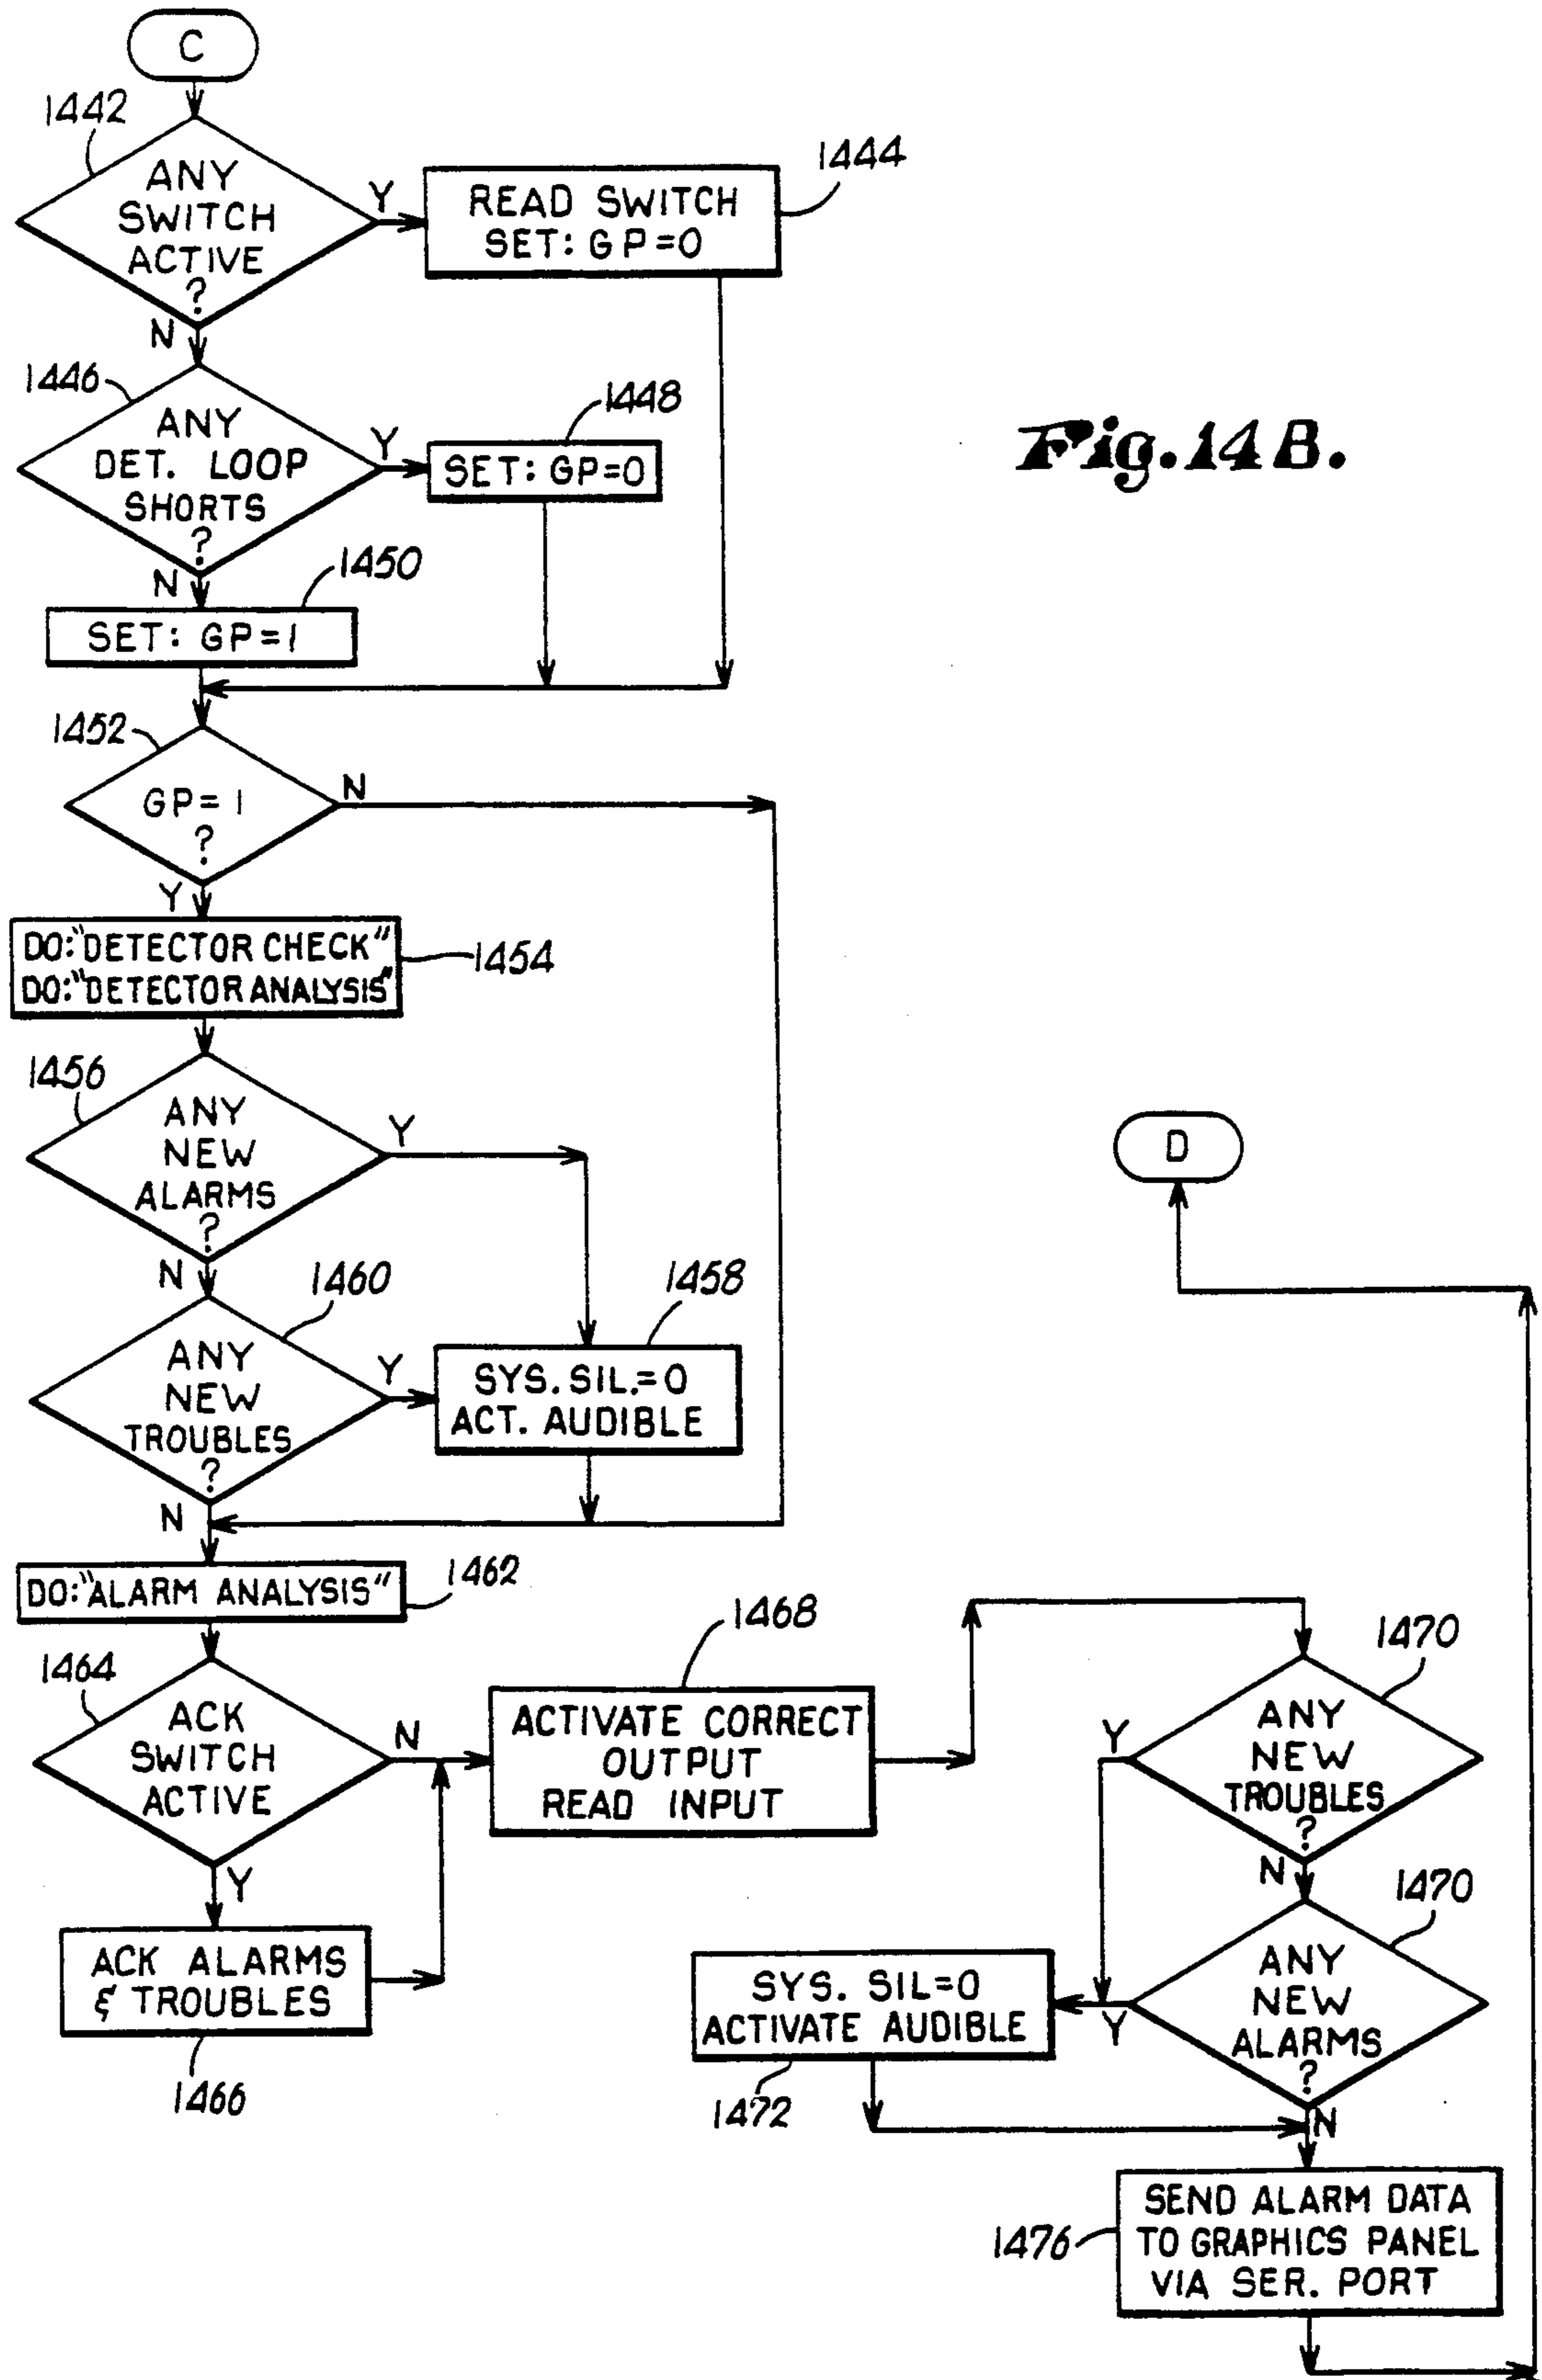 C
1442
ANY
SWITCH
ACTIVE
?
Y
N
READ SWITCH
SET: GP=0
1444
1446
ANY
DET. LOOP
SHORTS
?
Y
N
1448
SET: GP=0
Fig. 14B.
1450
SET: GP=1
1452
GP=1
?
N
Y
DO:"DETECTOR CHECK"
DO:"DETECTOR ANALYSIS"
1454
1456
ANY
NEW
ALARMS
?
Y
N
1460
ANY
NEW
TROUBLES
?
Y
N
1458
SYS. SIL.=0
ACT. AUDIBLE
D
DO:"ALARM ANALYSIS"
1462
1464
ACK
SWITCH
ACTIVE
N
Y
ACK ALARMS
& TROUBLES
1466
1468
ACTIVATE CORRECT
OUTPUT
READ INPUT
1470
ANY
NEW
TROUBLES
?
Y
N
1470
ANY
NEW
ALARMS
?
Y
N
SYS. SIL=0
ACTIVATE AUDIBLE
1472
1476
SEND ALARM DATA
TO GRAPHICS PANEL
VIA SER. PORT